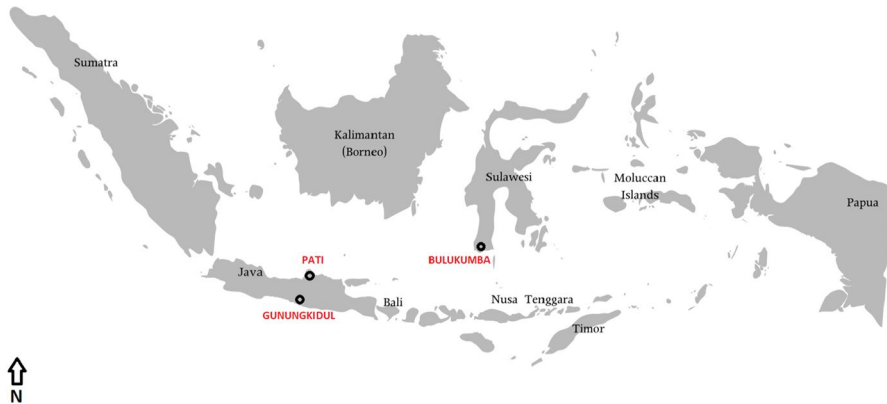 Sumatra
Kalimantan
(Borneo)
Sulawesi
Moluccan
Islands
Papua
PATI
BULUKUMBA
Java
Bali
Nusa Tenggara
GUNUNGKIDUL
Timor
N